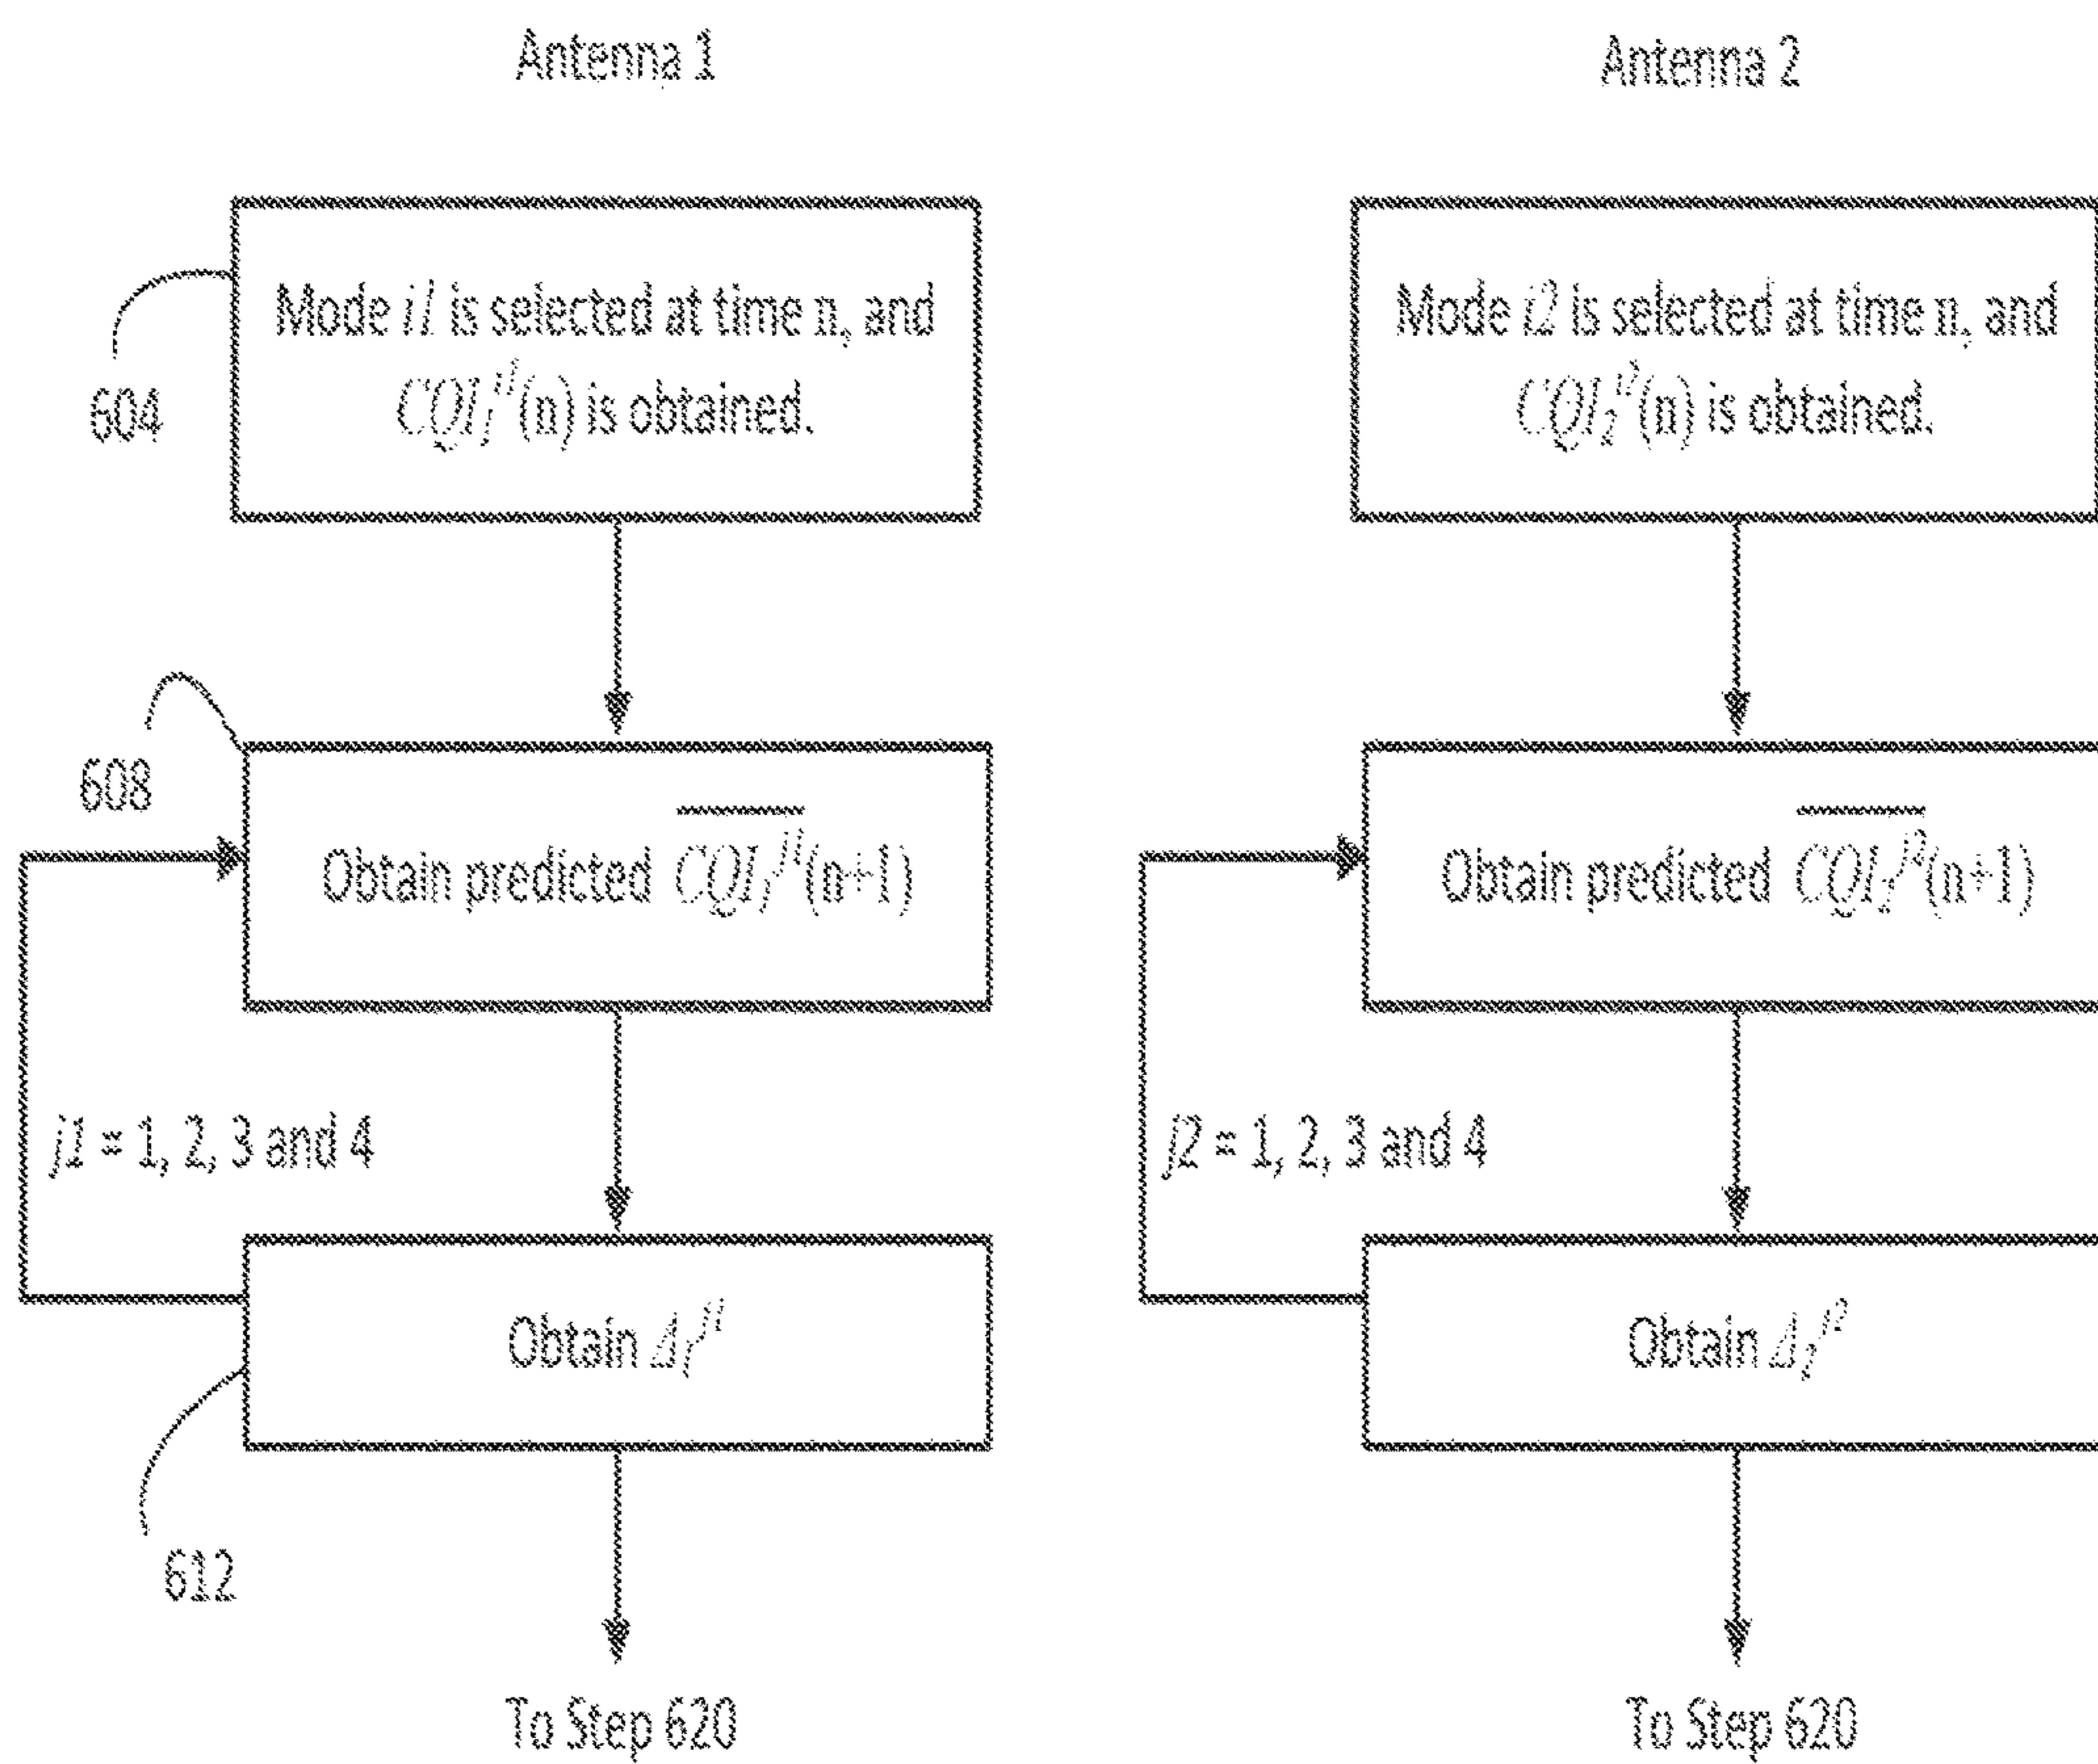 Antenna 1
Mode i1 is selected at time n, and
CQI₁ⁱ¹(n) is obtained.
604
608
Obtain predicted CQI₁ʲ¹(n+1)
j1 = 1, 2, 3 and 4
Obtain Δ₁ʲ¹
612
To Step 620
Antenna 2
Mode i2 is selected at time n, and
CQI₂ⁱ²(n) is obtained.
Obtain predicted CQI₂ʲ²(n+1)
j2 = 1, 2, 3 and 4
Obtain Δ₂ʲ²
To Step 620